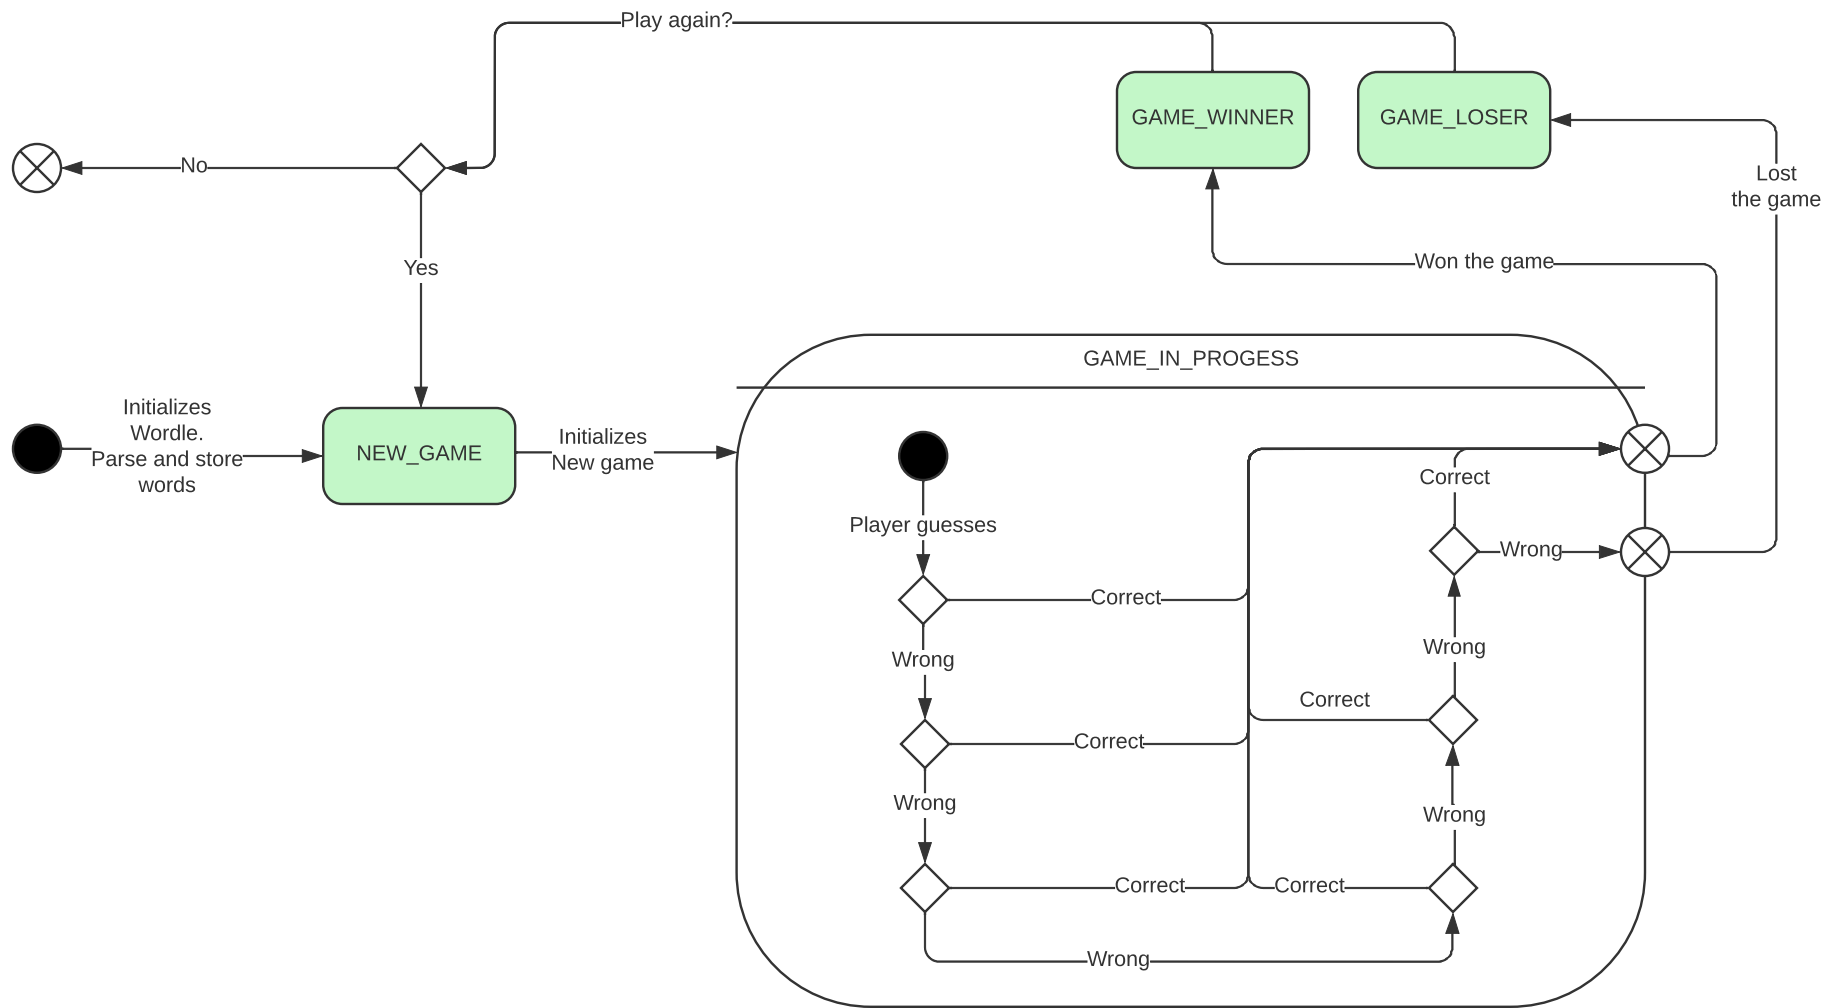 Play again?
GAME_WINNER
GAME_LOSER
No
Lost
the game
Yes
Won the game
GAME_IN_PROGESS
Initializes
Wordle.
Parse and store
words
NEW_GAME
Initializes
New game
Player guesses
Correct
Wrong
Correct
Wrong
Correct
Wrong
Correct
Wrong
Correct
Wrong
Correct
Wrong
Correct
Wrong